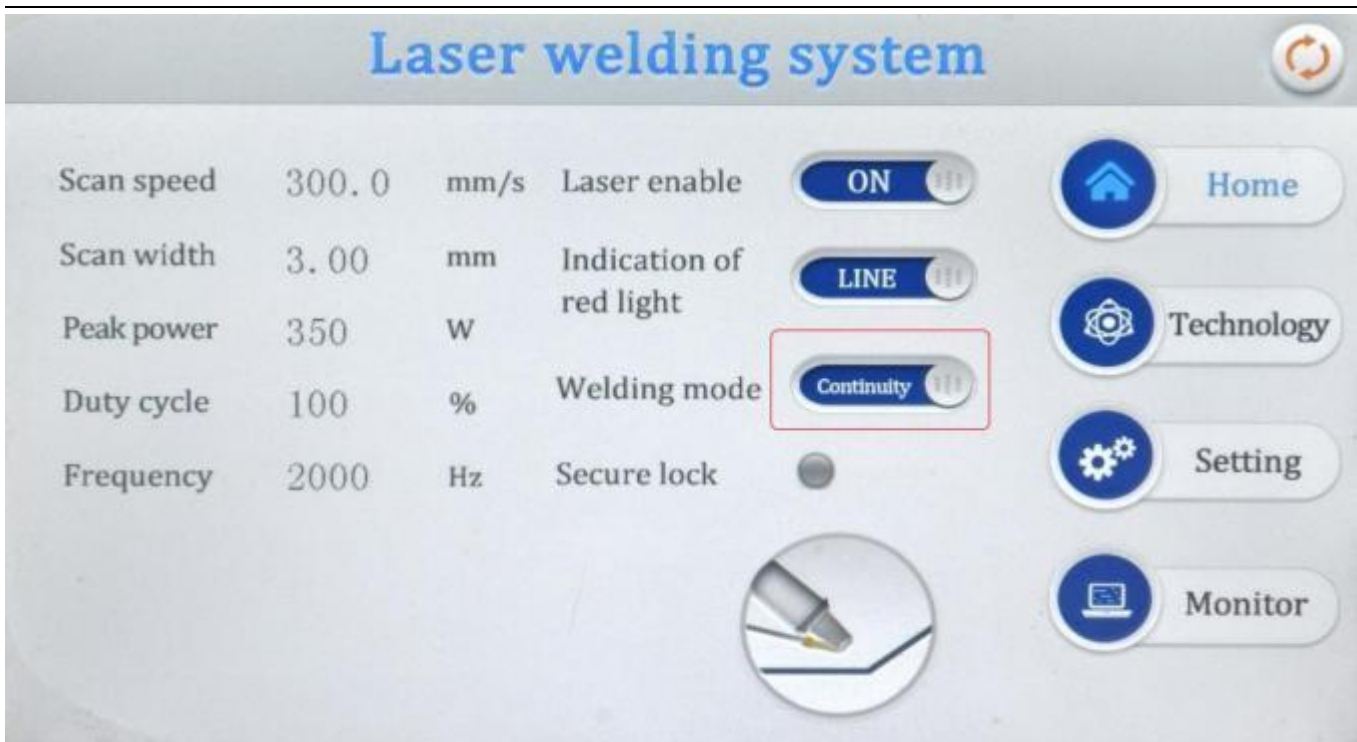 Laser welding system
Scan speed 300.0 mm/s Laser enable ON
Home
Scan width 3.00 mm Indication of red light LINE
Technology
Peak power 350 W
Welding mode Continuity
Duty cycle 100 %
Setting
Frequency 2000 Hz Secure lock
Monitor